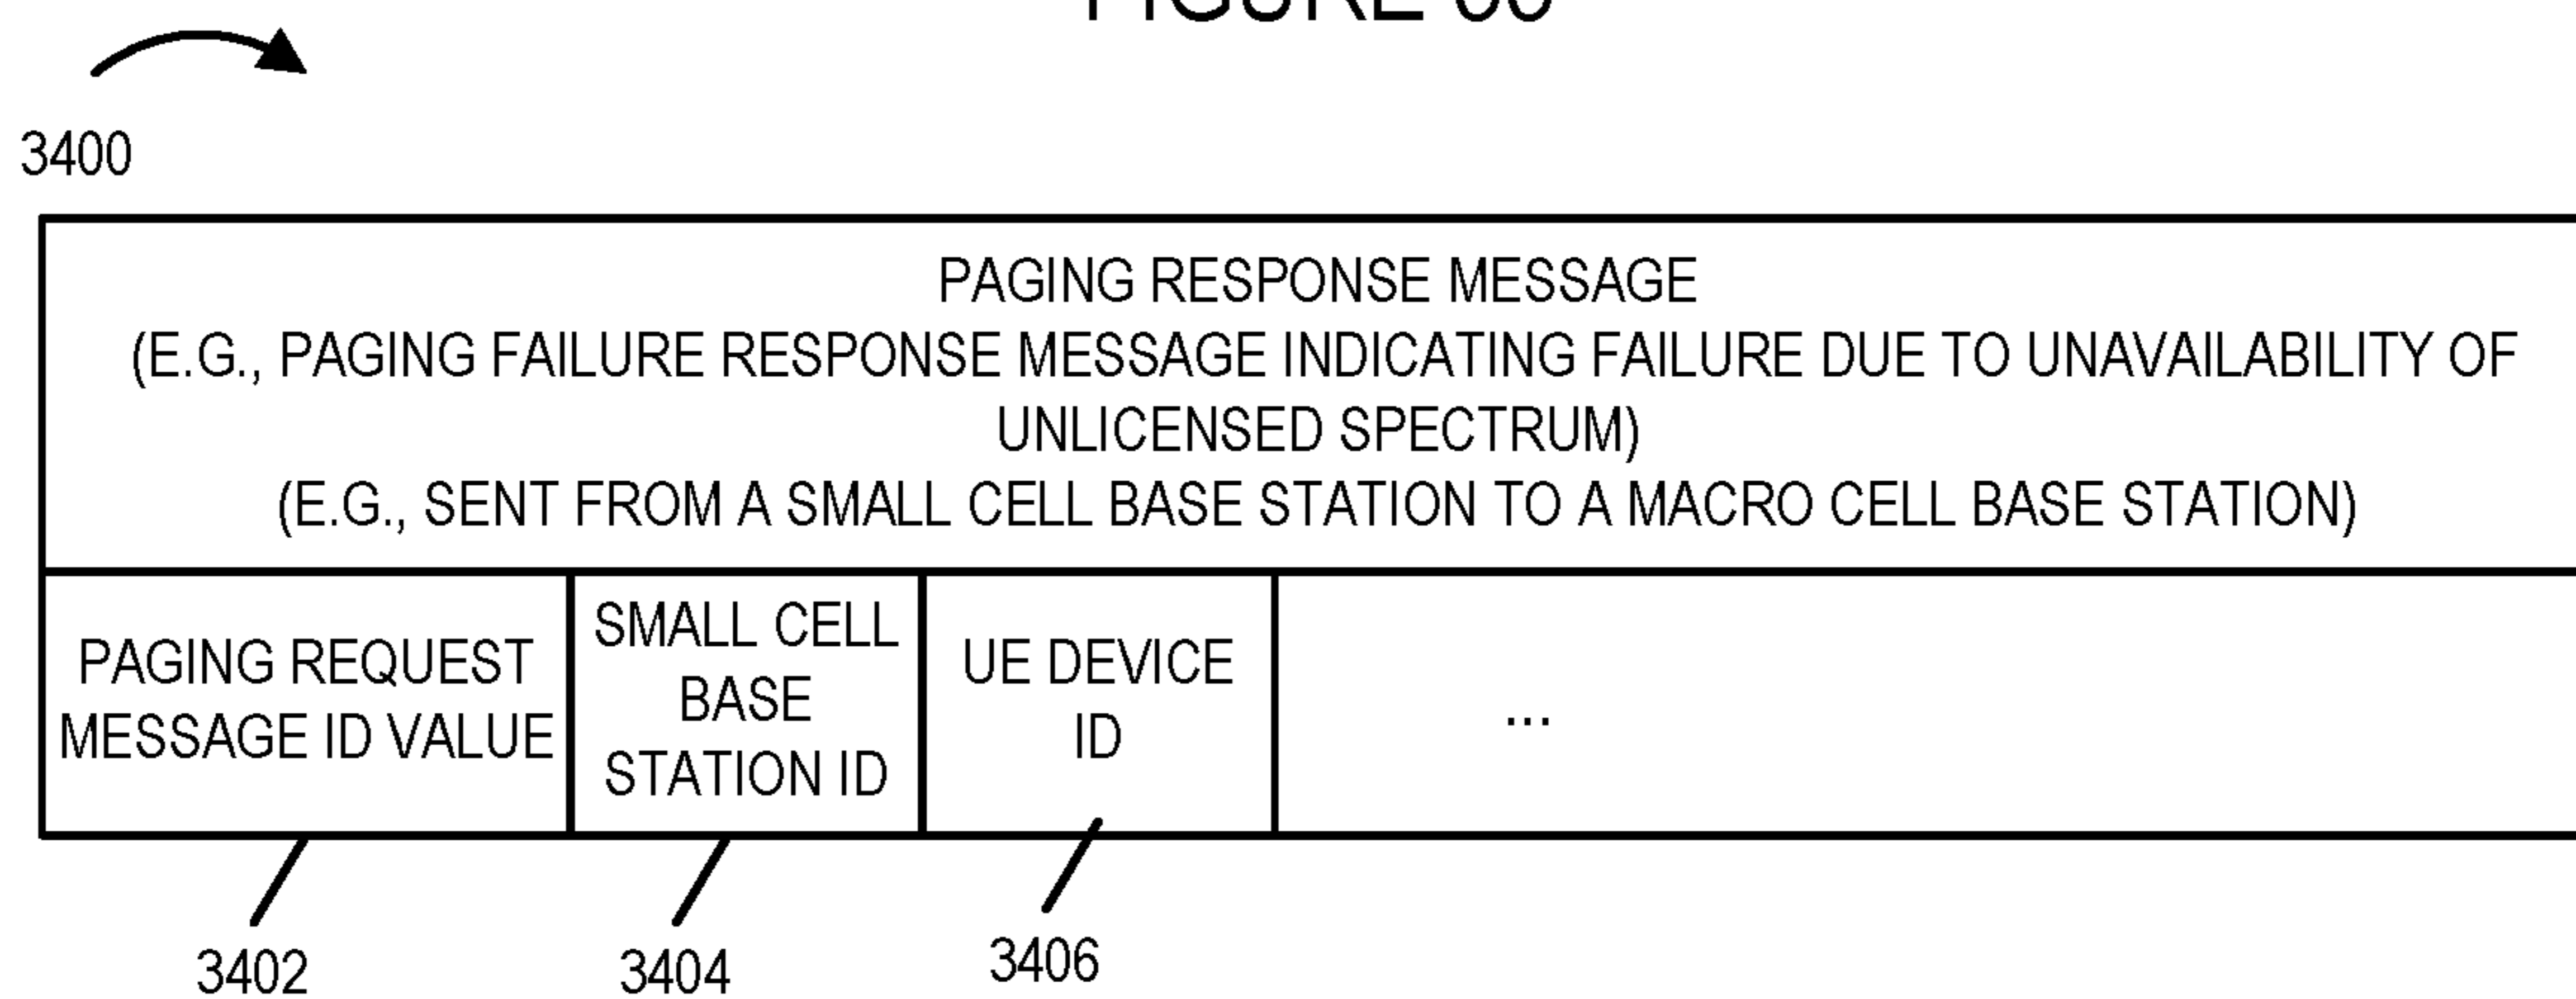 FIGURE
3400
PAGING RESPONSE MESSAGE
(E.G., PAGING FAILURE RESPONSE MESSAGE INDICATING FAILURE DUE TO UNAVAILABILITY OF
UNLICENSED SPECTRUM)
(E.G., SENT FROM A SMALL CELL BASE STATION TO A MACRO CELL BASE STATION)
PAGING REQUEST
MESSAGE ID VALUE
SMALL CELL
BASE
STATION ID
UE DEVICE
ID
...
3402
3404
3406